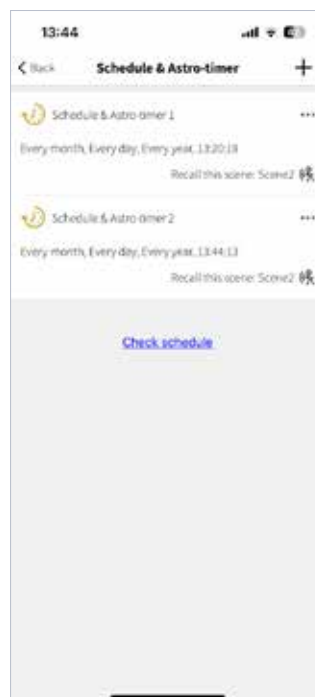 13:44
Back
Schedule & Astro-timer
Schedule & Astro-timer 1
Every month, Every day, Every year, 13:20:19
Recall this scene: Scene2
Schedule & Astro-timer 2
Every month, Every day, Every year, 13:44:13
Recall this scene: Scene2
Check schedule